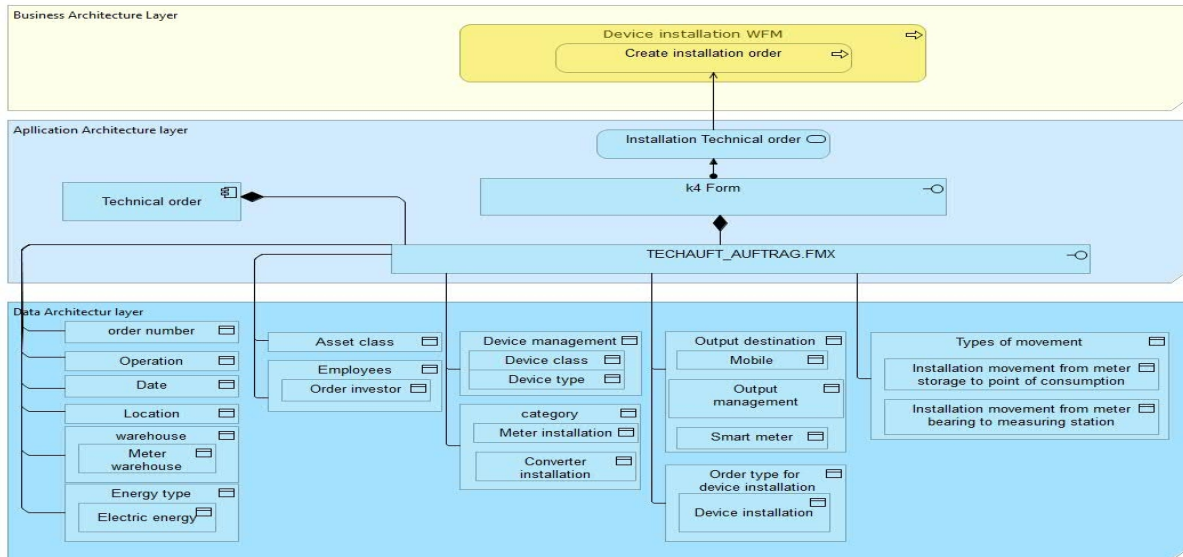 Business Architecture Layer
Device installation WFM
Create installation order
Apllication Architecture layer
Installation Technical order
k4 Form
Technical order
TECHAUFT_AUFTRAG.FMX
Data Architectur layer
order number
Operation
Date
Location
warehouse
Meter
warehouse
Energy type
Electric energy
Asset class
Employees
Order investor
Device management
Device class
Device type
category
Meter installation
Converter
installation
Output destination
Mobile
Output
management
Smart meter
Order type for
device installation
Device installation
Types of movement
Installation movement from meter
storage to point of consumption
Installation movement from meter
bearing to measuring station